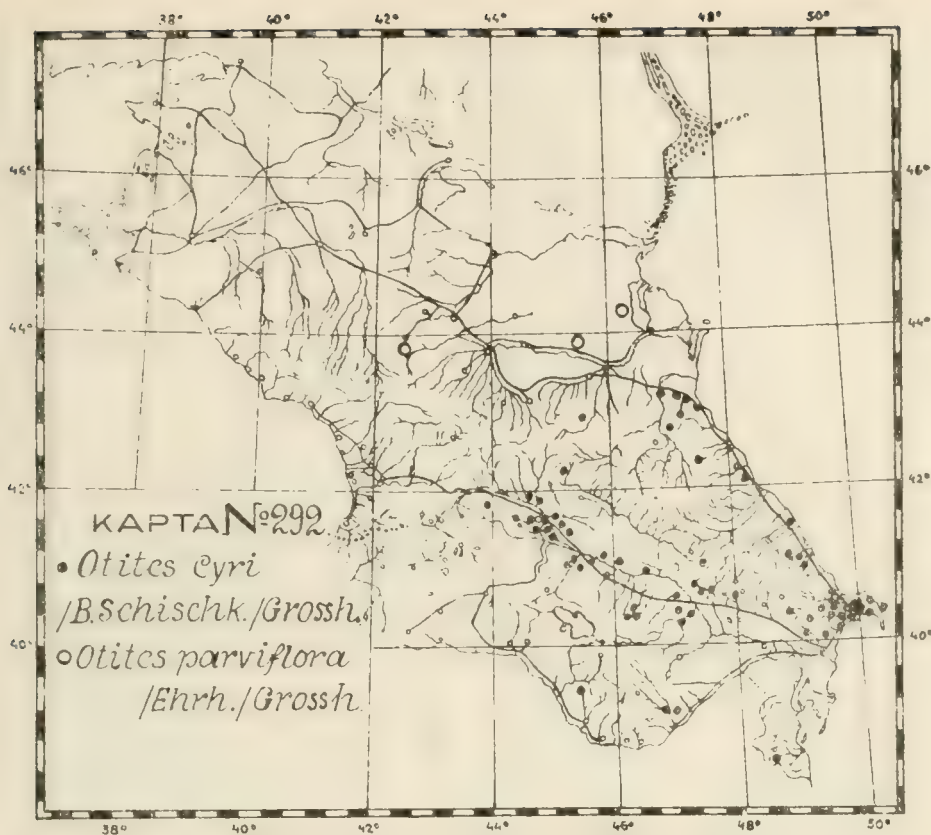 38° 40° 42° 44° 46° 48° 50°
46° 46°
44° 44°
42° 42°
КАРТА №292
• Otites Cyri
/B.Schischk./Grossh.
○ Otites parviflora
/Ehrh./Grossh.
40° 40°
38° 40° 42° 44° 46° 48° 50°